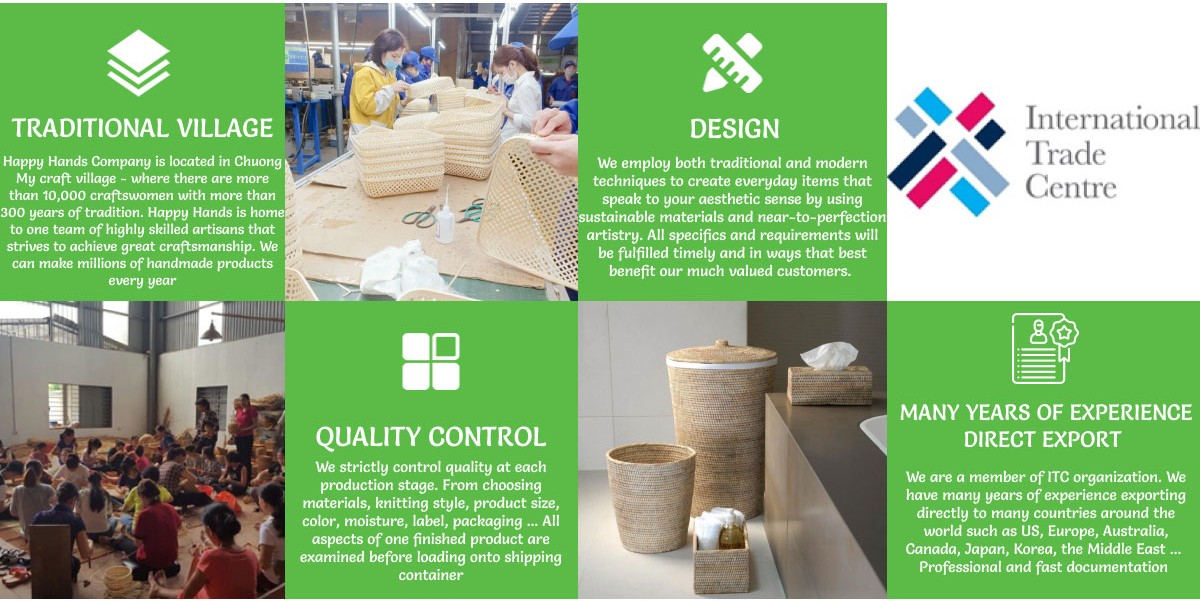 TRADITIONAL VILLAGE
Happy Hands Company is located in Chuong
My craft village - where there are more
than 10,000 craftswomen with more than
300 years of tradition. Happy Hands is home
to one team of highly skilled artisans that
strives to achieve great craftsmanship. We
can make millions of handmade products
every year
DESIGN
We employ both traditional and modern
techniques to create everyday items that
speak to your aesthetic sense by using
sustainable materials and near-to-perfection
artistry. All specifics and requirements will
be fulfilled timely and in ways that best
benefit our much valued customers.
International
Trade
Centre
QUALITY CONTROL
We strictly control quality at each
production stage. From choosing
materials, knitting style, product size,
color, moisture, label, packaging ... All
aspects of one finished product are
examined before loading onto shipping
container
MANY YEARS OF EXPERIENCE
DIRECT EXPORT
We are a member of ITC organization. We
have many years of experience exporting
directly to many countries around the
world such as US, Europe, Australia,
Canada, Japan, Korea, the Middle East ...
Professional and fast documentation